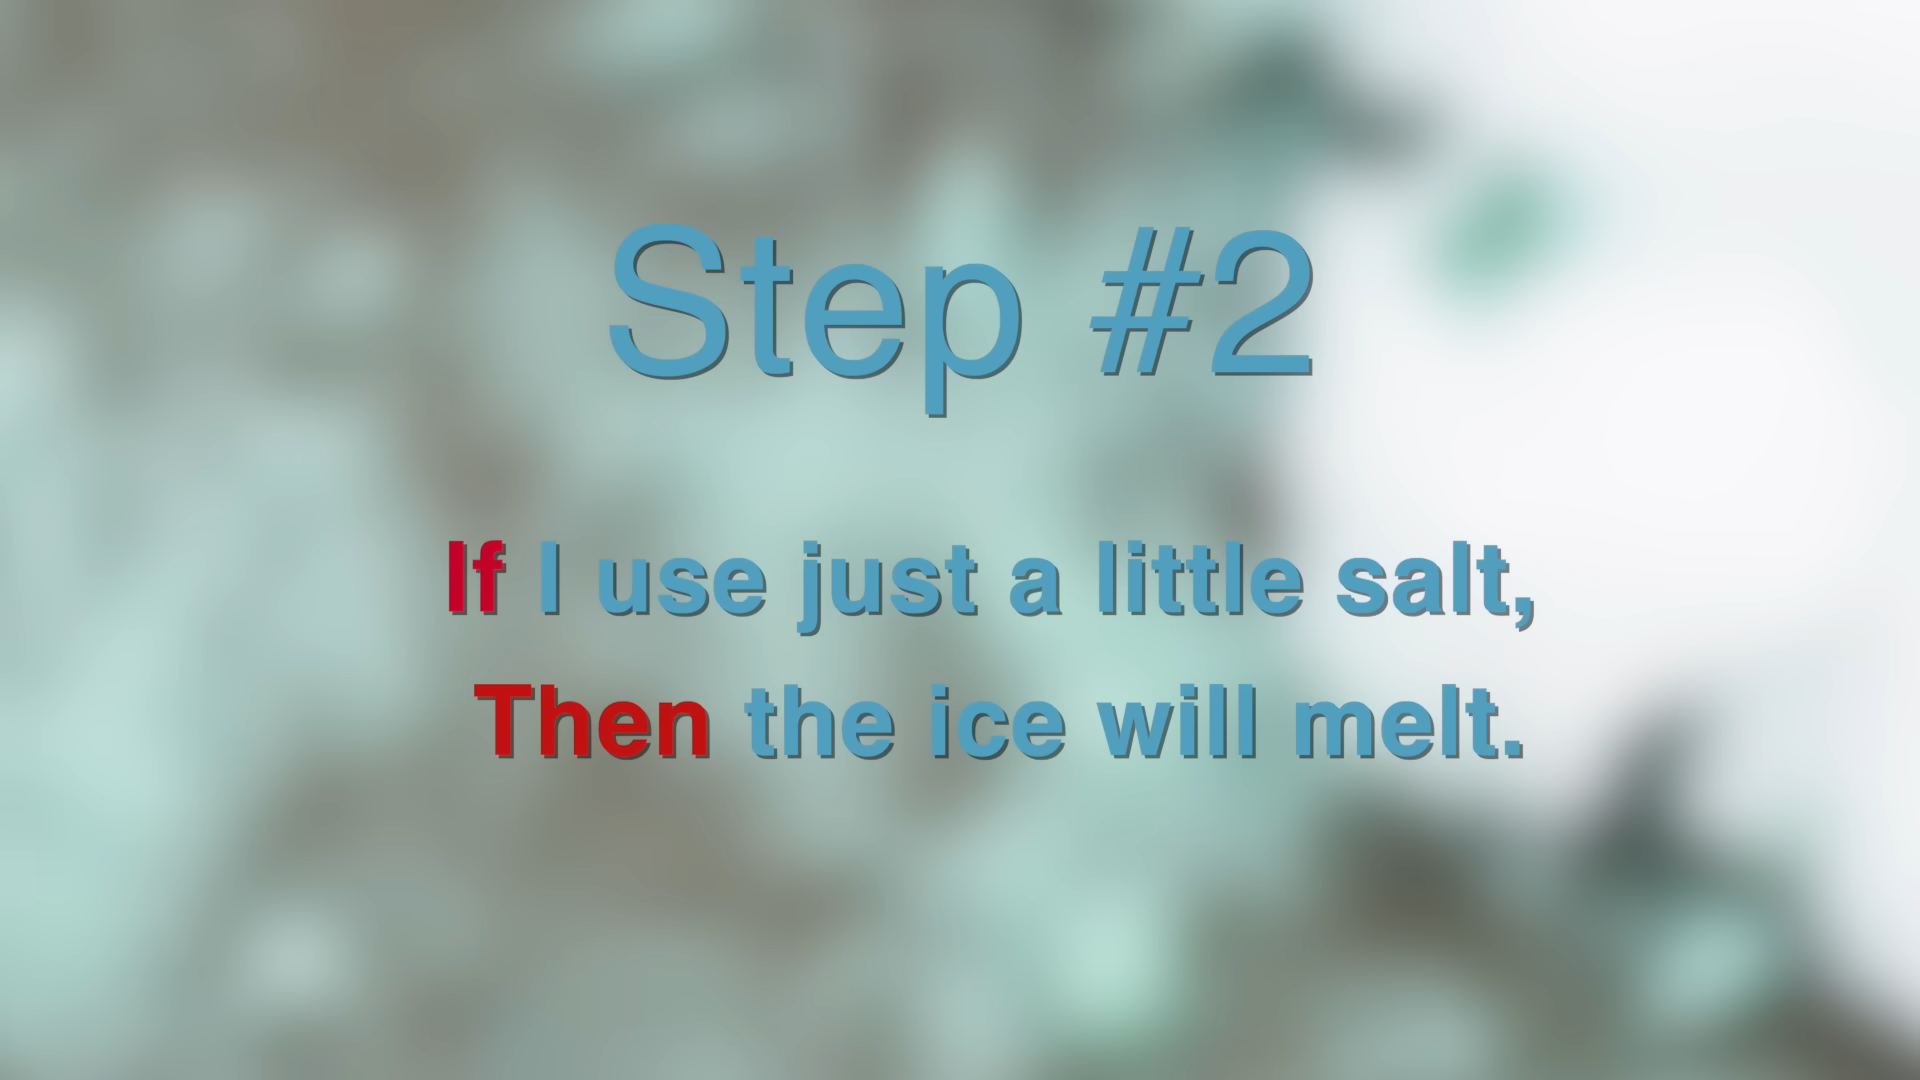 Step #2
If I use just a little salt,
Then the ice will melt.